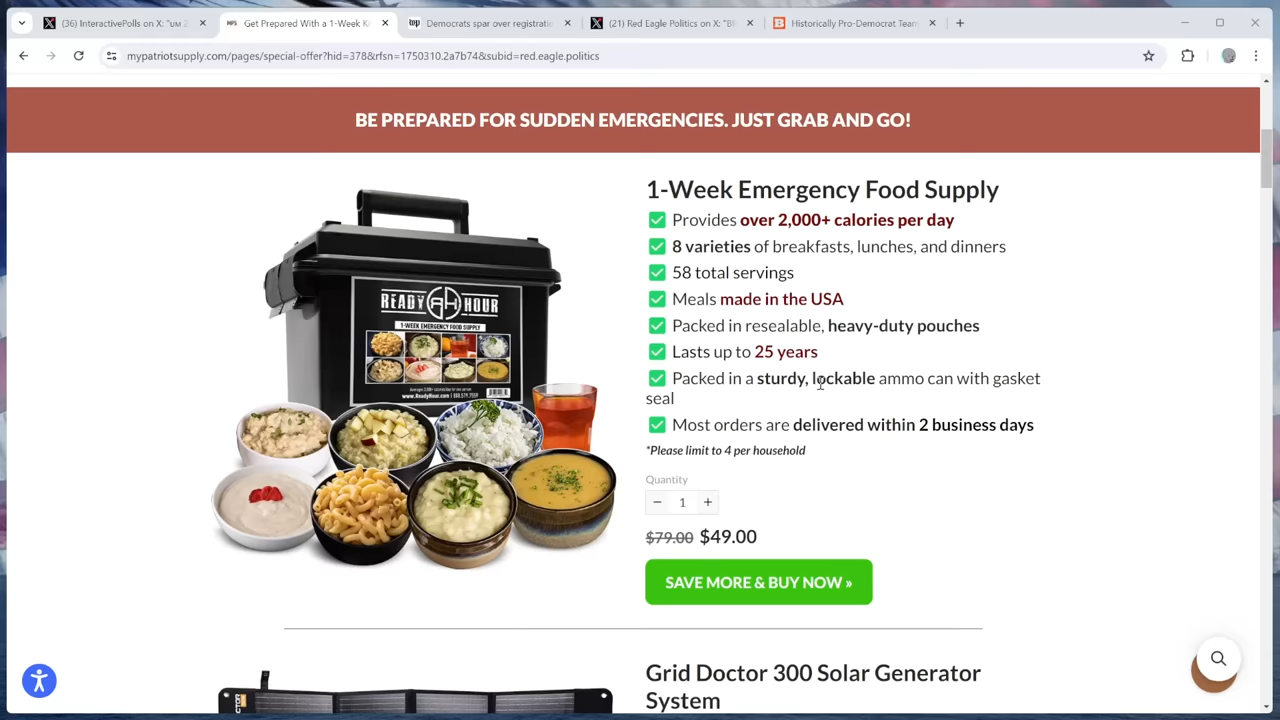 (36) InteractivePolls on X: "UM
Get Prepared With a 1-Week K
Democrats spar over registratio
(21) Red Eagle Politics on X: "B
Historically Pro-Democrat Team
mypatriotsupply.com/pages/special-offer?hid=378&rfsn=1750310.2a7b74&subid=red.eagle.politics
BE PREPARED FOR SUDDEN EMERGENCIES. JUST GRAB AND GO!
READY HOUR
1-WEEK EMERGENCY FOOD SUPPLY
www.ReadyHour.com
1-Week Emergency Food Supply
Provides over 2,000+ calories per day
8 varieties of breakfasts, lunches, and dinners
58 total servings
Meals made in the USA
Packed in resealable, heavy-duty pouches
Lasts up to 25 years
Packed in a sturdy, lockable ammo can with gasket
seal
Most orders are delivered within 2 business days
*Please limit to 4 per household
Quantity
− 1 +
$79.00 $49.00
SAVE MORE & BUY NOW »
Grid Doctor 300 Solar Generator
System